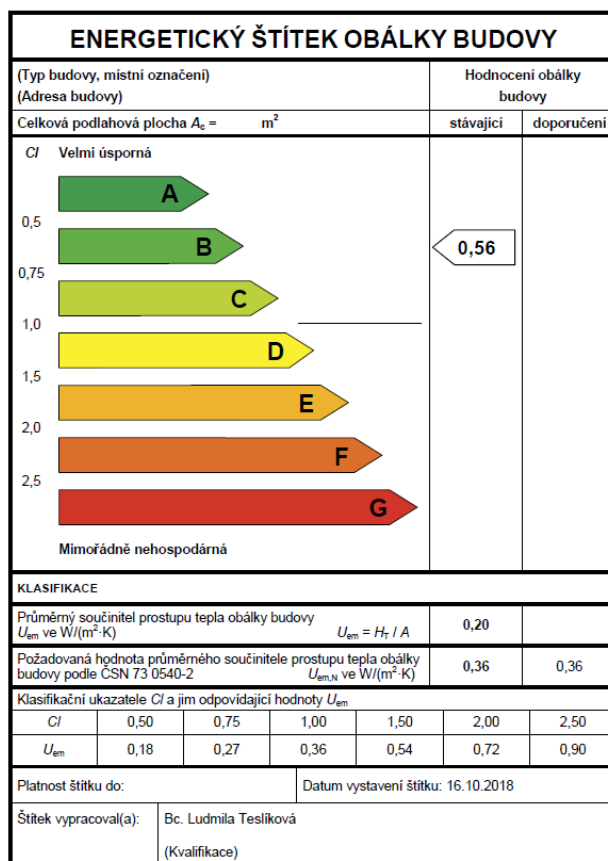 ENERGETICKÝ ŠTÍTEK OBÁLKY BUDOVY
(Typ budovy, místní označení)
(Adresa budovy)
Hodnocení obálky
budovy
Celková podlahová plocha Ac = m2
stávající
doporučení
CI Velmi úsporná
A
0,5
B
0,56
0,75
C
1,0
D
1,5
E
2,0
F
2,5
G
Mimořádně nehospodárná
KLASIFIKACE
Průměrný součinitel prostupu tepla obálky budovy
Uem ve W/(m2·K) Uem = HT / A
0,20
Požadovaná hodnota průměrného součinitele prostupu tepla obálky
budovy podle ČSN 73 0540-2 Uem,N ve W/(m2·K)
0,36 0,36
Klasifikační ukazatele CI a jim odpovídající hodnoty Uem
CI 0,50 0,75 1,00 1,50 2,00 2,50
Uem 0,18 0,27 0,36 0,54 0,72 0,90
Platnost štítku do:
Datum vystavení štítku: 16.10.2018
Štítek vypracoval(a):
Bc. Ludmila Teslíková
(Kvalifikace)